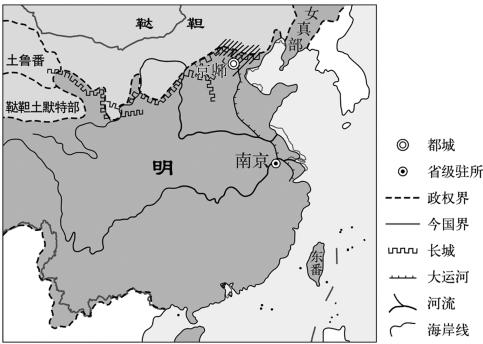 鞑靼
女真部
土鲁番
京师
鞑靼土默特部
明
南京
东番
都城
省级驻所
政权界
今国界
长城
大运河
河流
海岸线